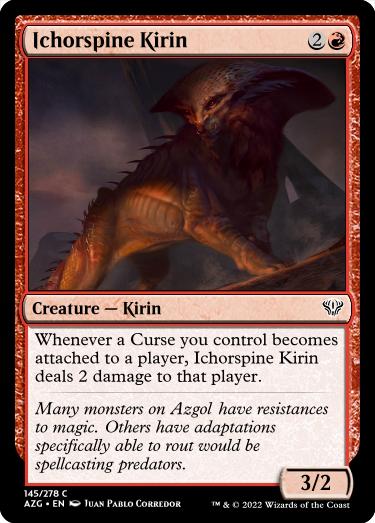 Ichorspine Kirin 2
Creature — Kirin
Whenever a Curse you control becomes
attached to a player, Ichorspine Kirin
deals 2 damage to that player.
Many monsters on Azgol have resistances
to magic. Others have adaptations
specifically able to rout would be
spellcasting predators.
3/2
145/278 C
AZG • EN Juan Pablo Corredor ™ & © 2022 Wizards of the Coast